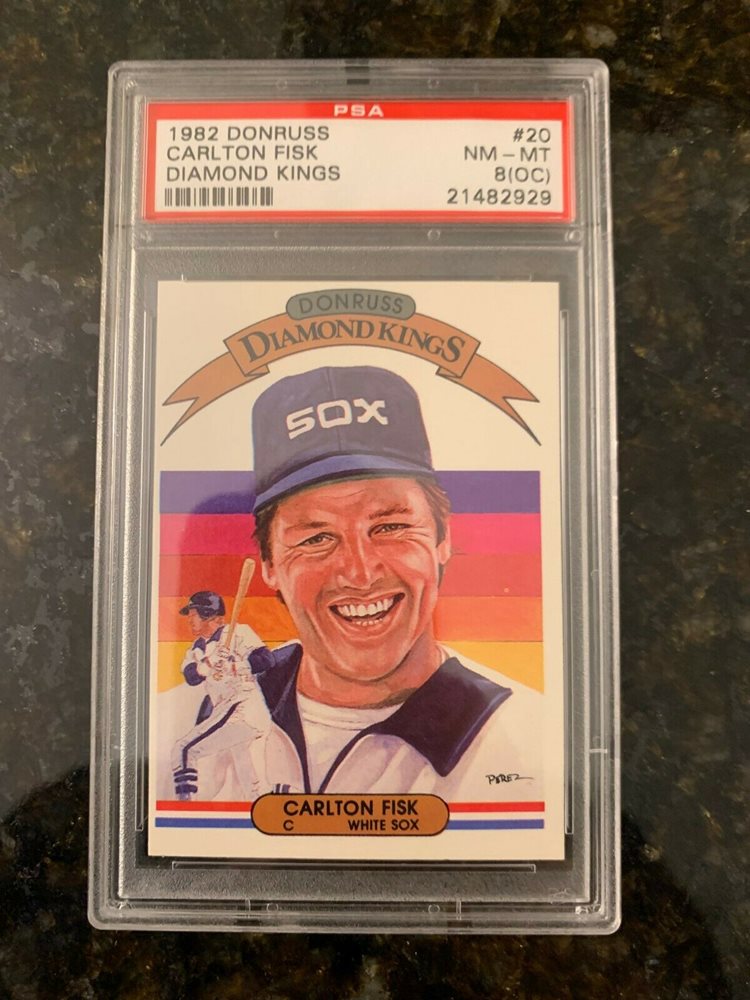 PSA
1982 DONRUSS #20
CARLTON FISK NM - MT
DIAMOND KINGS 8(OC)
21482929
DONRUSS
DIAMOND KINGS
SOX
PEREZ
CARLTON FISK
C WHITE SOX